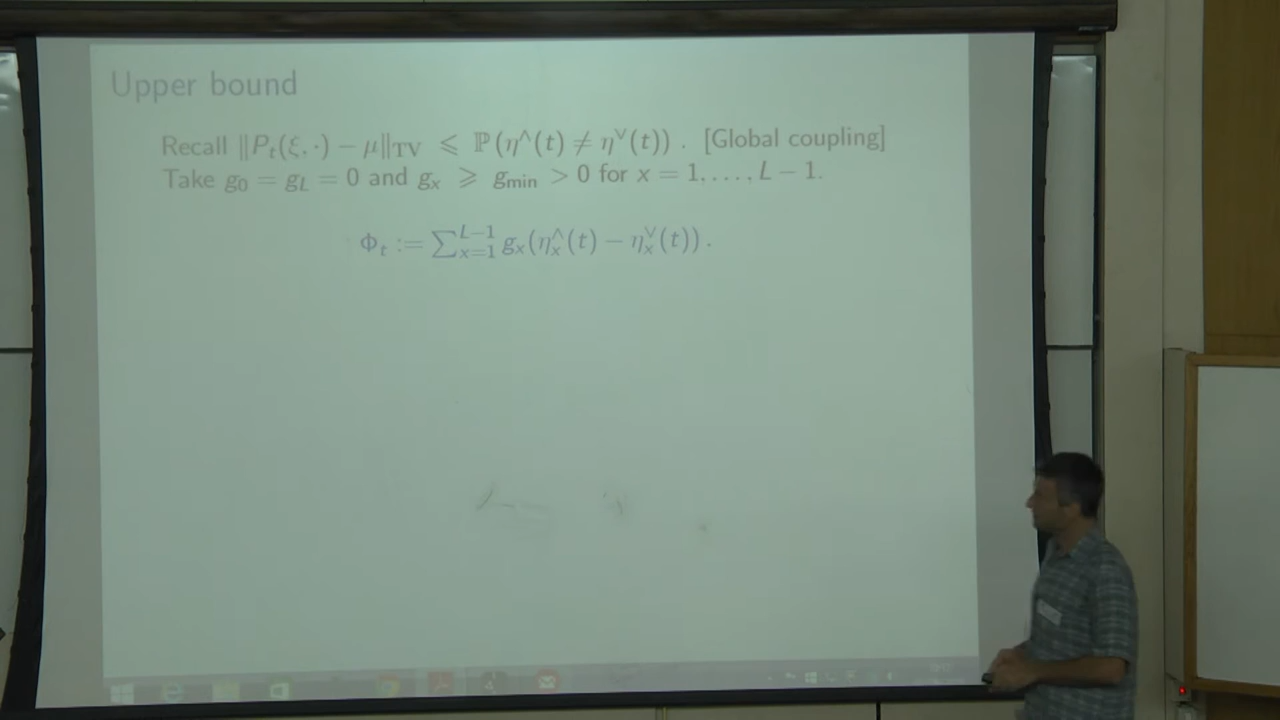 Upper bound
Recall ‖P_t(ξ, ·) − μ‖_TV ⩽ ℙ(η^∧(t) ≠ η^∨(t)) . [Global coupling]
Take g_0 = g_L = 0 and g_x ⩾ g_min > 0 for x = 1, . . . , L − 1.
Φ_t := ∑_{x=1}^{L−1} g_x(η_x^∧(t) − η_x^∨(t)) .